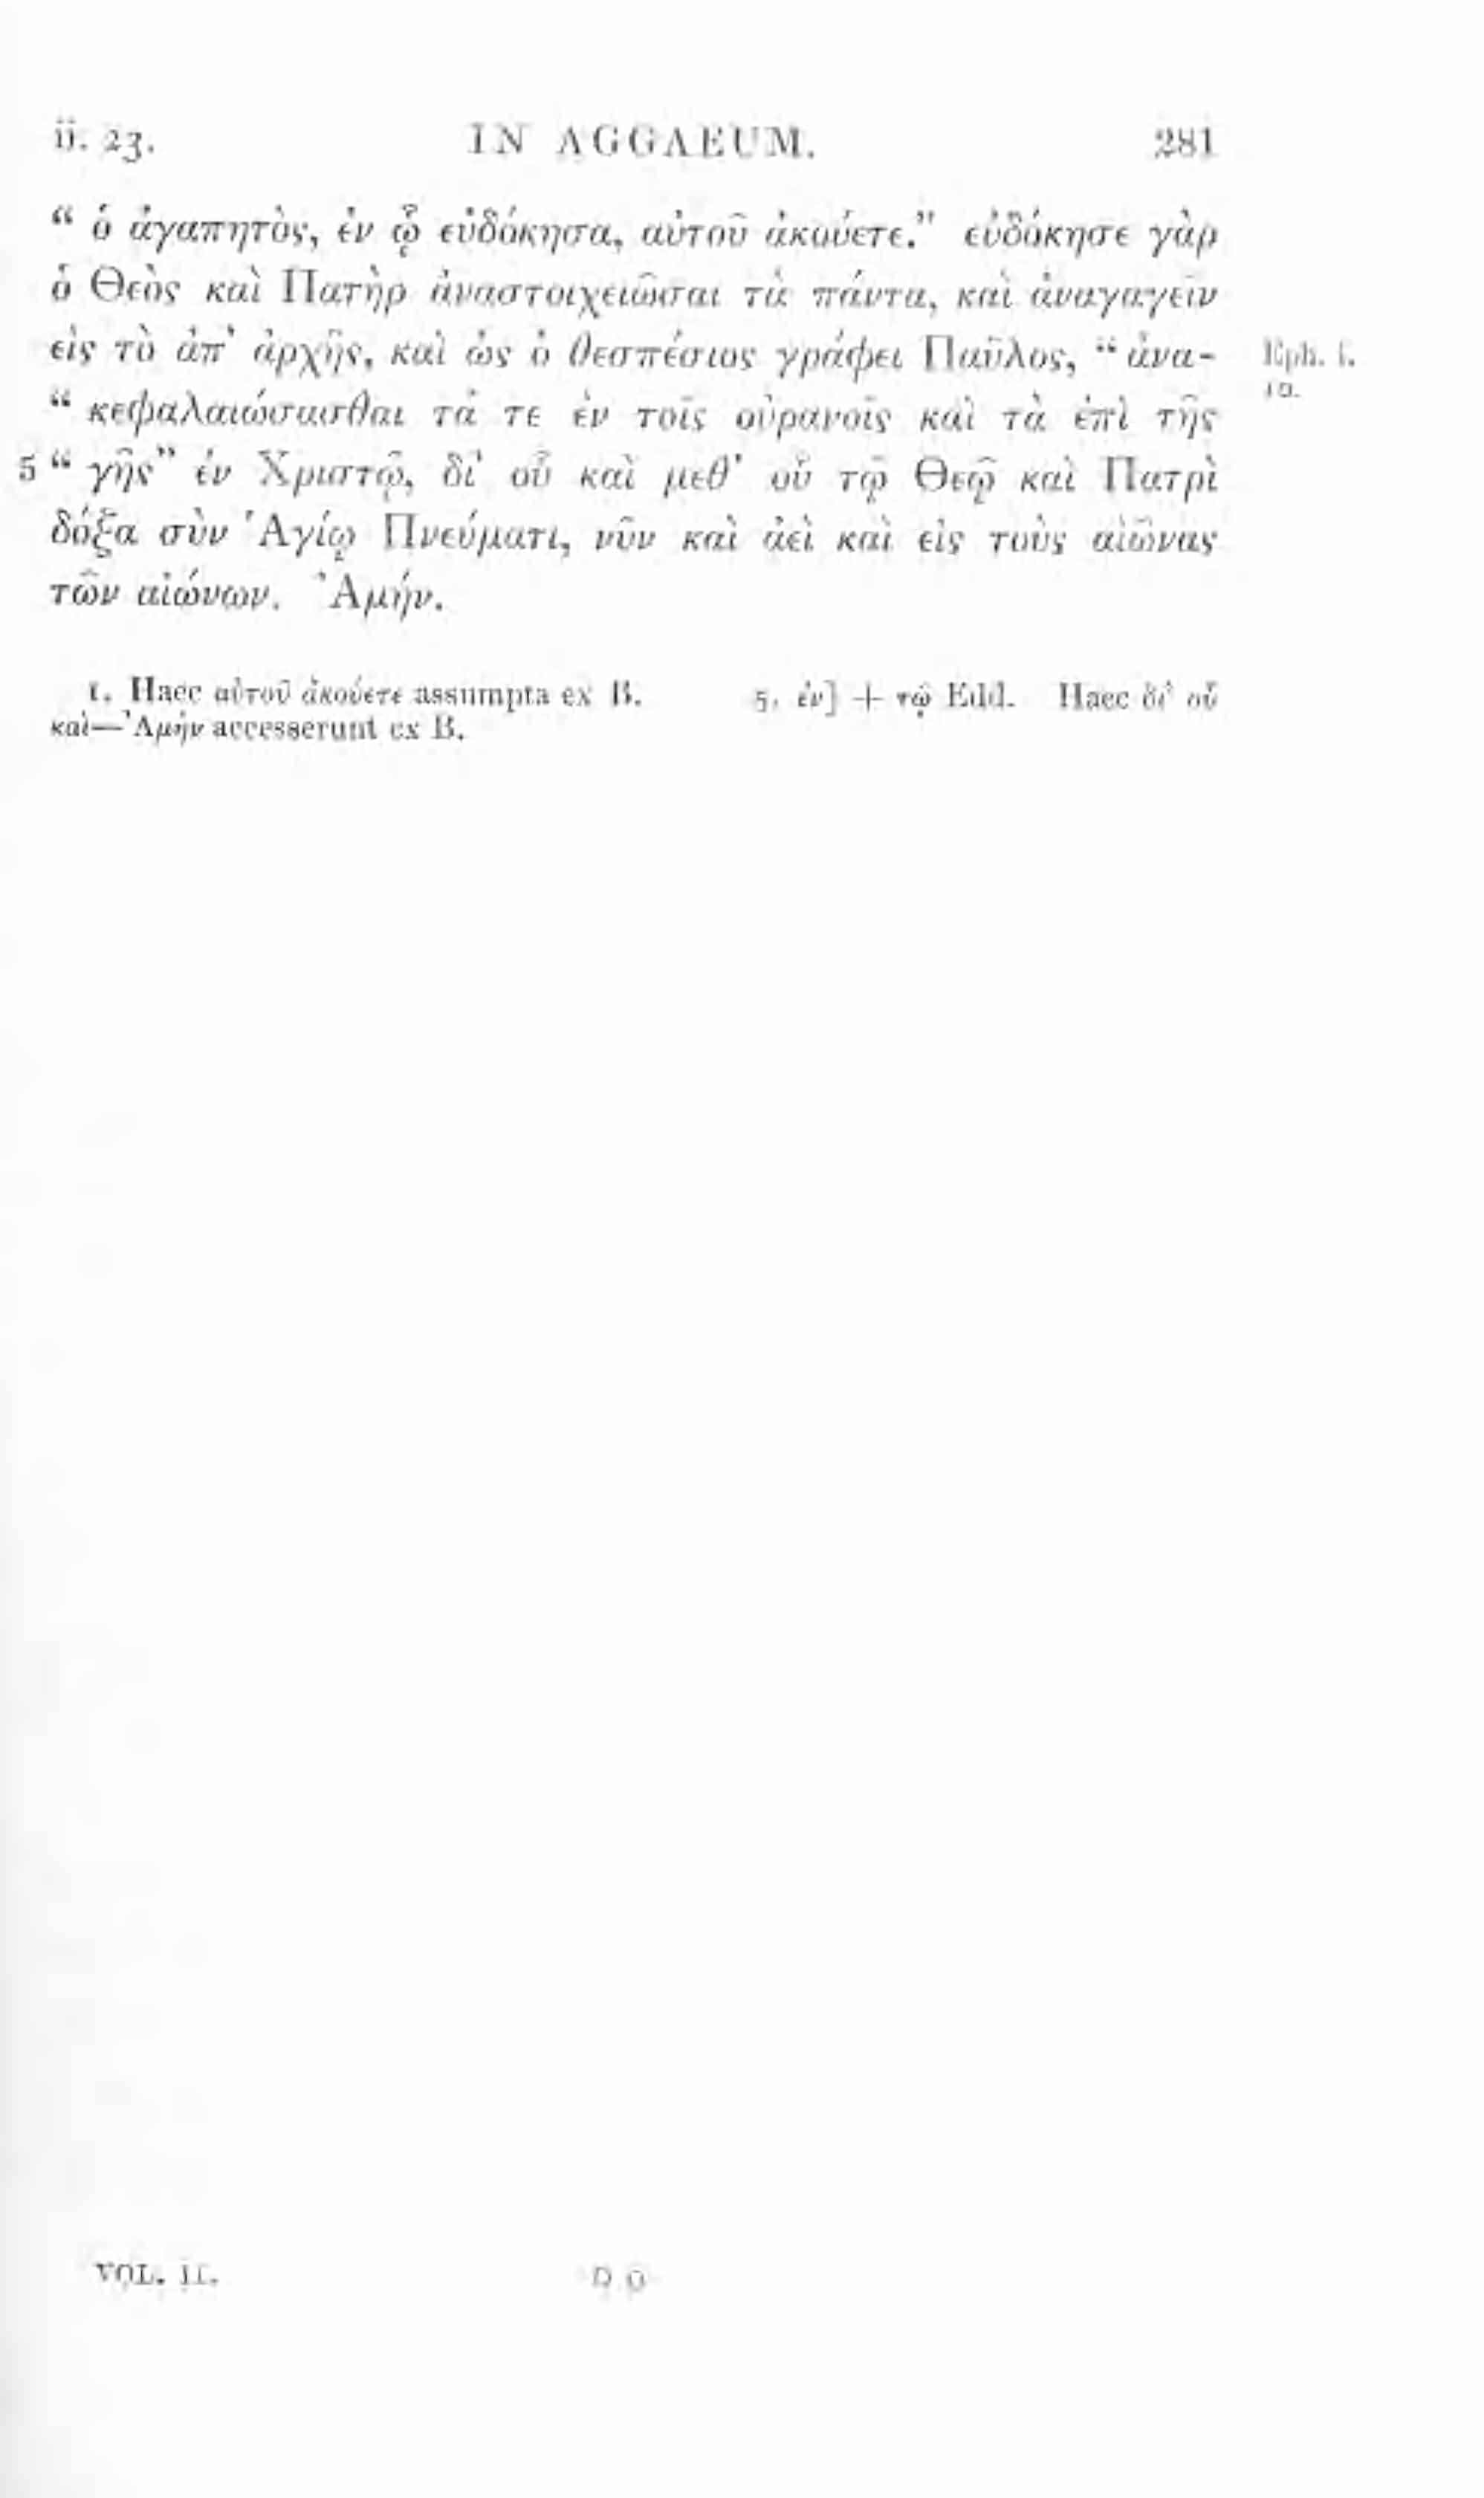 ii. 23. IN AGGAEUM. 281
“ ὁ ἀγαπητὸς, ἐν ᾧ εὐδόκησα, αὐτοῦ ἀκούετε.” εὐδόκησε γὰρ
ὁ Θεὸς καὶ Πατὴρ ἀναστοιχειῶσαι τὰ πάντα, καὶ ἀναγαγεῖν
εἰς τὸ ἀπ’ ἀρχῆς, καὶ ὡς ὁ θεσπέσιος γράφει Παῦλος, “ ἀνα- Eph. i.
10.
“ κεφαλαιώσασθαι τά τε ἐν τοῖς οὐρανοῖς καὶ τὰ ἐπὶ τῆς
5 “ γῆς” ἐν Χριστῷ, δι’ οὗ καὶ μεθ’ οὗ τῷ Θεῷ καὶ Πατρὶ
δόξα σὺν Ἁγίῳ Πνεύματι, νῦν καὶ ἀεὶ καὶ εἰς τοὺς αἰῶνας
τῶν αἰώνων. Ἀμήν.
1. Haec αὐτοῦ ἀκούετε assumpta ex B. 5. ἐν] + τῷ Edd. Haec δι’ οὗ
καὶ—Ἀμήν accesserunt ex B.
VOL. II. O O